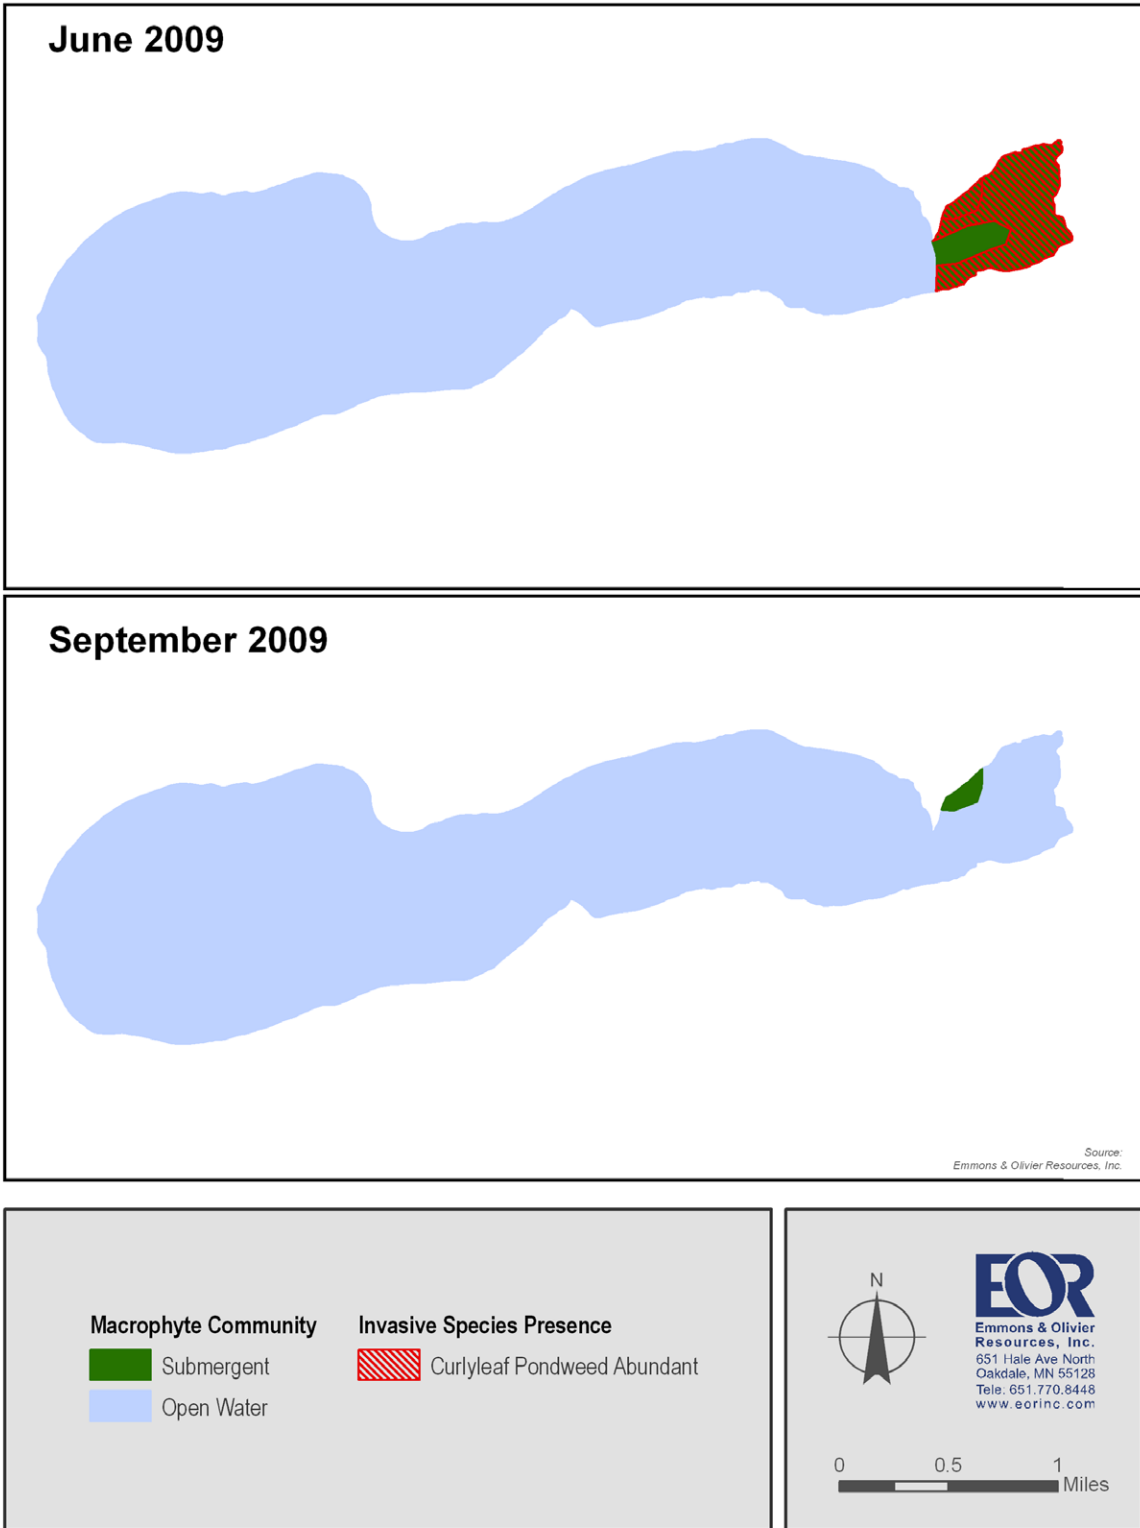 June 2009
September 2009
Source:
Emmons & Olivier Resources, Inc.
Macrophyte Community
Submergent
Open Water
Invasive Species Presence
Curlyleaf Pondweed Abundant
N
EOR
Emmons & Olivier
Resources, Inc.
651 Hale Ave North
Oakdale, MN 55128
Tele: 651.770.8448
www.eorinc.com
0 0.5 1
Miles